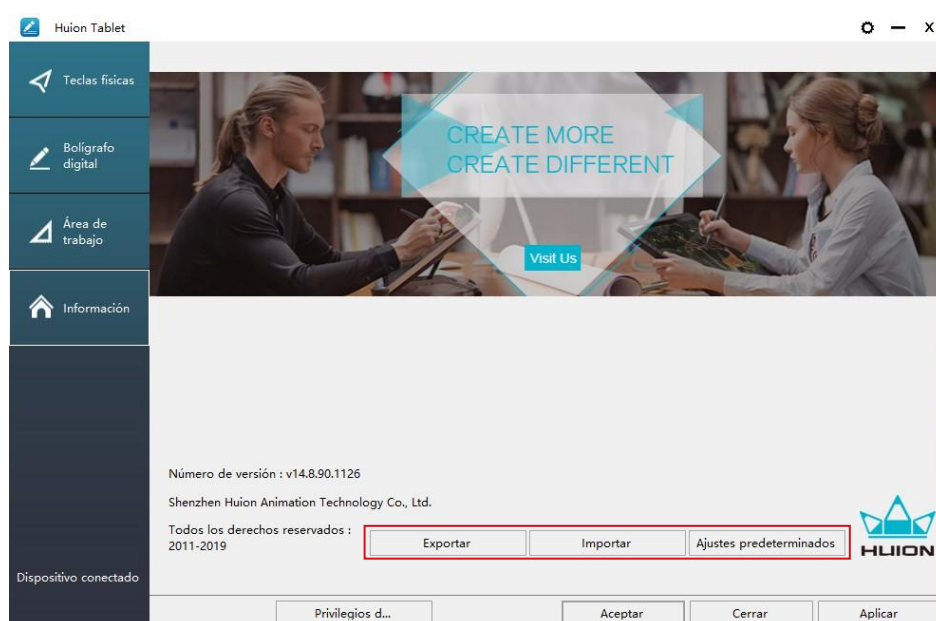 Huion Tablet
X
Teclas físicas
Bolígrafo
digital
Área de
trabajo
Información
Dispositivo conectado
CREATE MORE
CREATE DIFFERENT
Visit Us
Número de versión : v14.8.90.1126
Shenzhen Huion Animation Technology Co., Ltd.
Todos los derechos reservados :
2011-2019
Exportar
Importar
Ajustes predeterminados
HUION
Privilegios d...
Aceptar
Cerrar
Aplicar